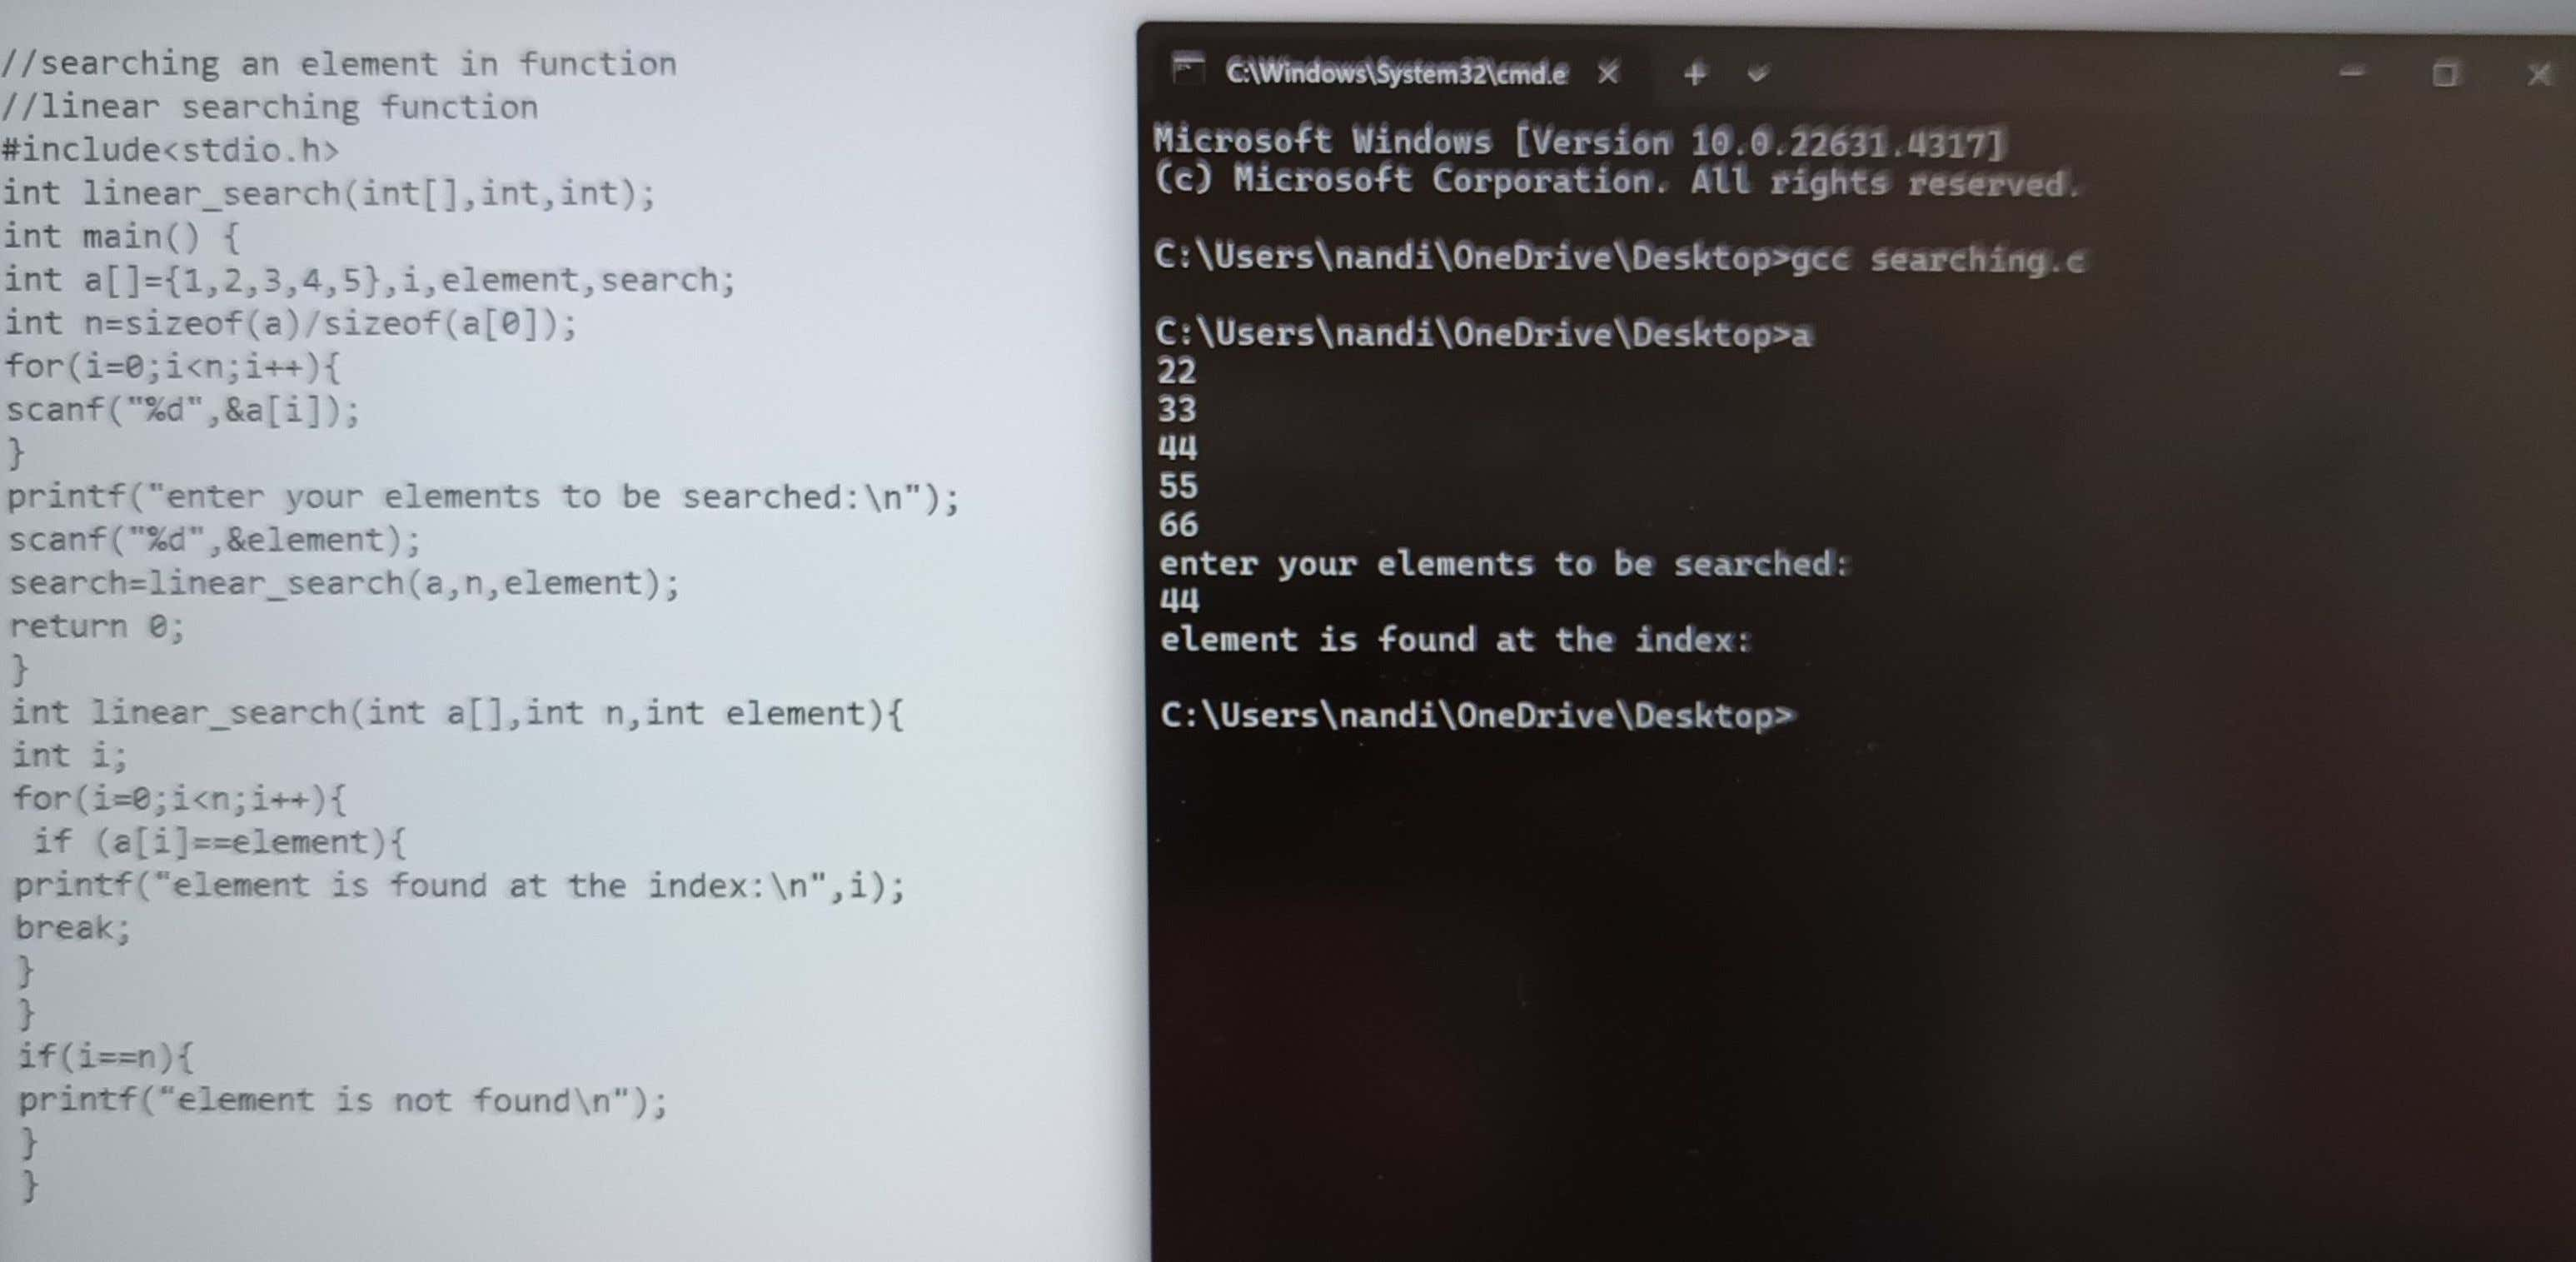 //searching an element in function
//linear searching function
#include<stdio.h>
int linear_search(int[],int,int);
int main() {
int a[]={1,2,3,4,5},i,element,search;
int n=sizeof(a)/sizeof(a[0]);
for(i=0;i<n;i++){
scanf("%d",&a[i]);
}
printf("enter your elements to be searched:\n");
scanf("%d",&element);
search=linear_search(a,n,element);
return 0;
}
int linear_search(int a[],int n,int element){
int i;
for(i=0;i<n;i++){
if (a[i]==element){
printf("element is found at the index:\n",i);
break;
}
}
if(i==n){
printf("element is not found\n");
}
}
C:\Windows\System32\cmd.e
Microsoft Windows [Version 10.0.22631.4317]
(c) Microsoft Corporation. All rights reserved.
C:\Users\nandi\OneDrive\Desktop>gcc searching.c
C:\Users\nandi\OneDrive\Desktop>a
22
33
44
55
66
enter your elements to be searched:
44
element is found at the index:
C:\Users\nandi\OneDrive\Desktop>